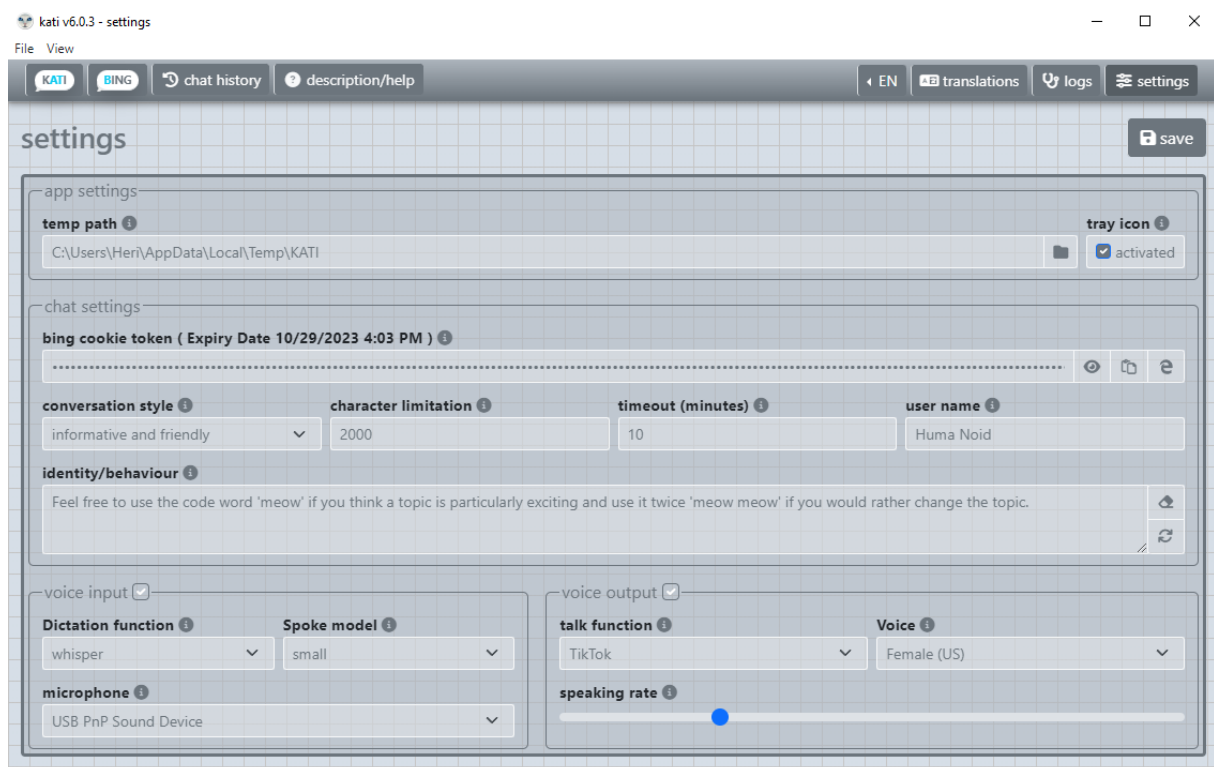 kati v6.0.3 - settings
File View
KATI BING chat history description/help EN translations logs settings
settings save
app settings
temp path tray icon
C:\Users\Heri\AppData\Local\Temp\KATI activated
chat settings
bing cookie token ( Expiry Date 10/29/2023 4:03 PM )
conversation style character limitation timeout (minutes) user name
informative and friendly 2000 10 Huma Noid
identity/behaviour
Feel free to use the code word 'meow' if you think a topic is particularly exciting and use it twice 'meow meow' if you would rather change the topic.
voice input voice output
Dictation function Spoke model talk function Voice
whisper small TikTok Female (US)
microphone speaking rate
USB PnP Sound Device